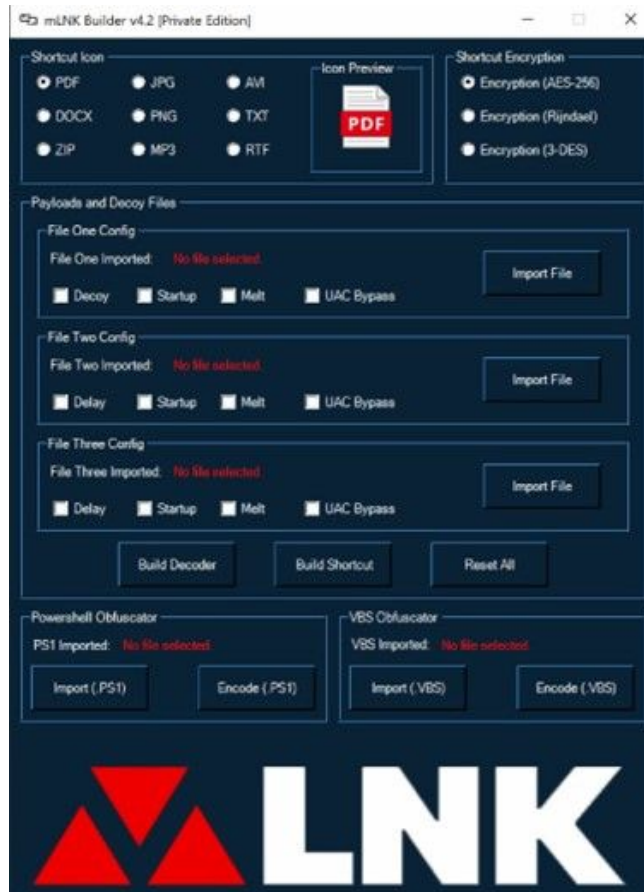 mLNK Builder v4.2 [Private Edition]
Shortcut Icon
PDF
JPG
AVI
DOCX
PNG
TXT
ZIP
MP3
RTF
Icon Preview
PDF
Shortcut Encryption
Encryption (AES-256)
Encryption (Rijndael)
Encryption (3-DES)
Payloads and Decoy Files
File One Config
File One Imported: No file selected.
Import File
Decoy Startup Melt UAC Bypass
File Two Config
File Two Imported: No file selected.
Import File
Delay Startup Melt UAC Bypass
File Three Config
File Three Imported: No file selected.
Import File
Delay Startup Melt UAC Bypass
Build Decoder Build Shortcut Reset All
Powershell Obfuscator
PS1 Imported: No file selected.
Import (.PS1) Encode (.PS1)
VBS Obfuscator
VBS Imported: No file selected.
Import (.VBS) Encode (.VBS)
LNK